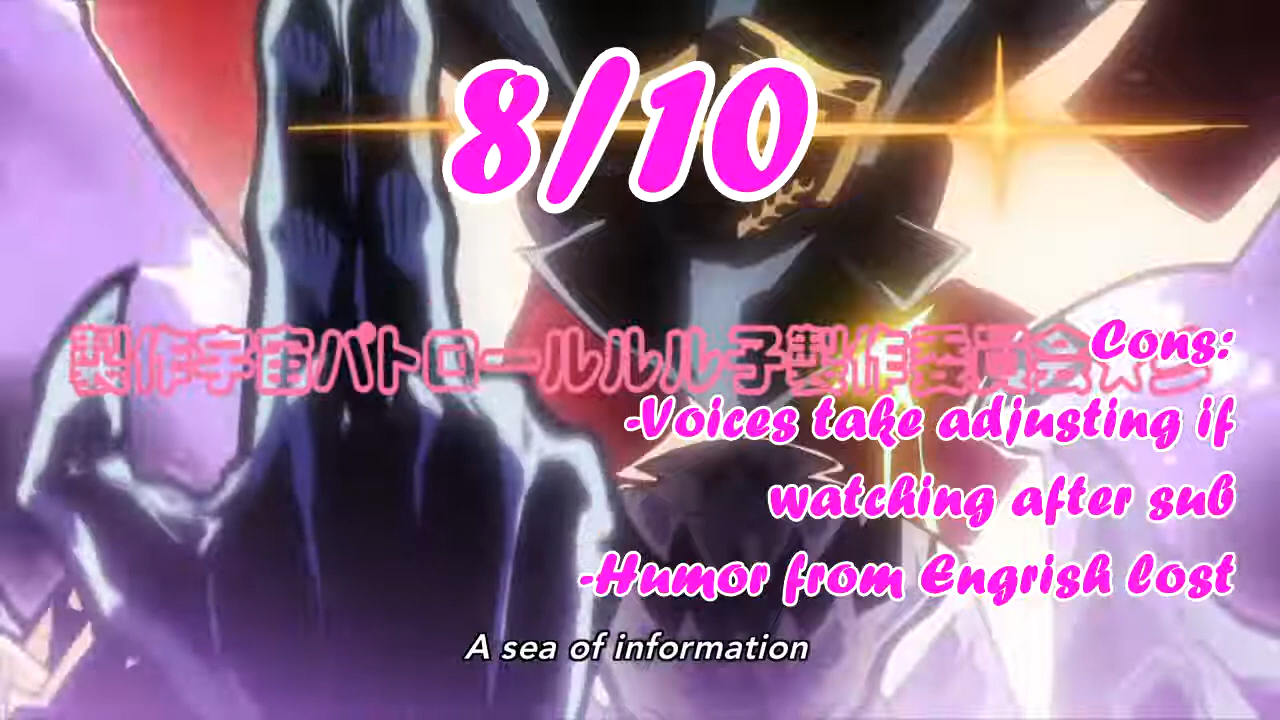 8/10
製作宇宙パトロールルル子製作委員会★
Cons:
-Voices take adjusting if
watching after sub
-Humor from Engrish lost
A sea of information